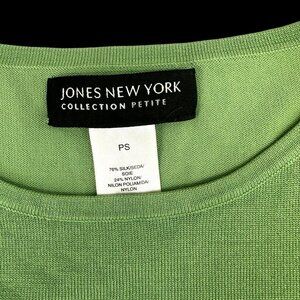 JONES NEW YORK
COLLECTION PETITE
PS
76% SILK/SEDA/
SOIE
24% NYLON/
NILON POLIAMIDA/
NYLON